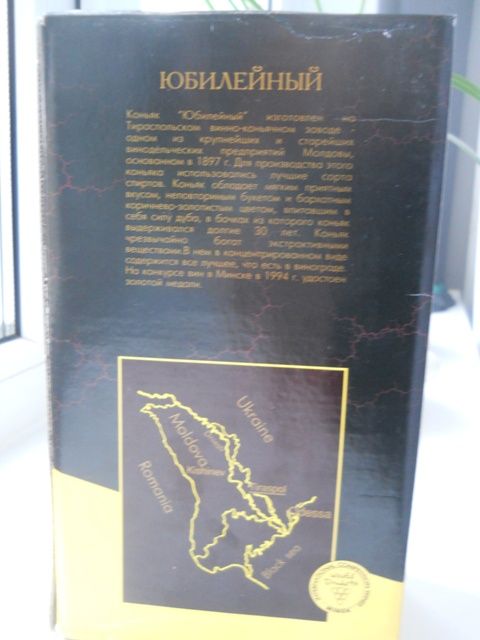 ЮБИЛЕЙНЫЙ
Коньяк "Юбилейный" изготовлен на
Тираспольском винно-коньячном заводе -
одном из крупнейших и старейших
винодельческих предприятий Молдовы,
основанном в 1897 г. Для производства этого
коньяка использовались лучшие сорта
спиртов. Коньяк обладает мягким приятным
вкусом, неповторимым букетом и бархатным
коричнево-золотистым цветом, впитавшим в
себя силу дуба, в бочках из которого коньяк
выдерживался долгие 30 лет. Коньяк
чрезвычайно богат экстрактивными
веществами.В нем в концентрированном виде
содержится все лучшее, что есть в винограде.
На конкурсе вин в Минске в 1994 г. удостоен
золотой медали.
Ukraine
Moldova
Kishinev
Romania
Tiraspol
Odessa
Black sea